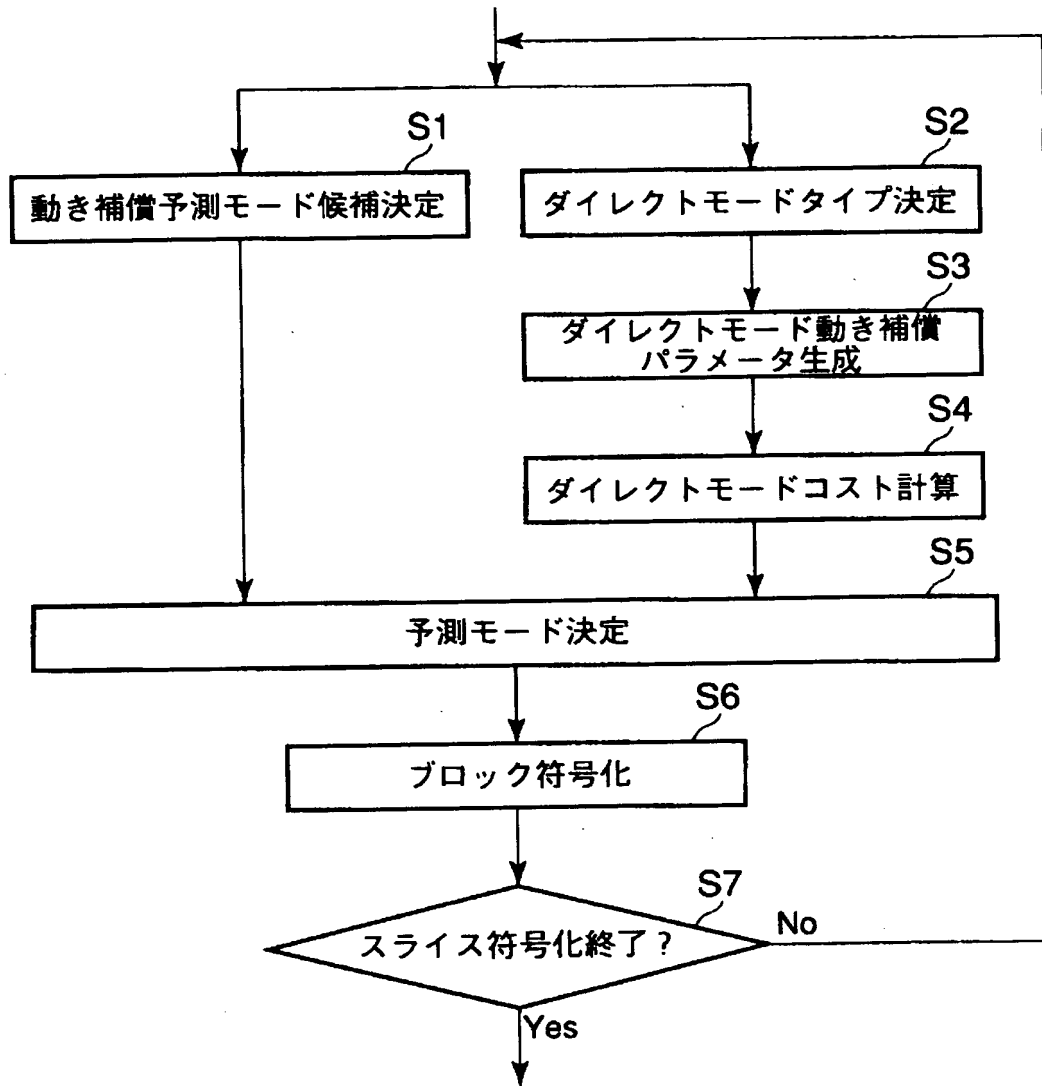 S1
動き補償予測モード候補決定
S2
ダイレクトモードタイプ決定
S3
ダイレクトモード動き補償
パラメータ生成
S4
ダイレクトモードコスト計算
S5
予測モード決定
S6
ブロック符号化
S7
スライス符号化終了?
No
Yes